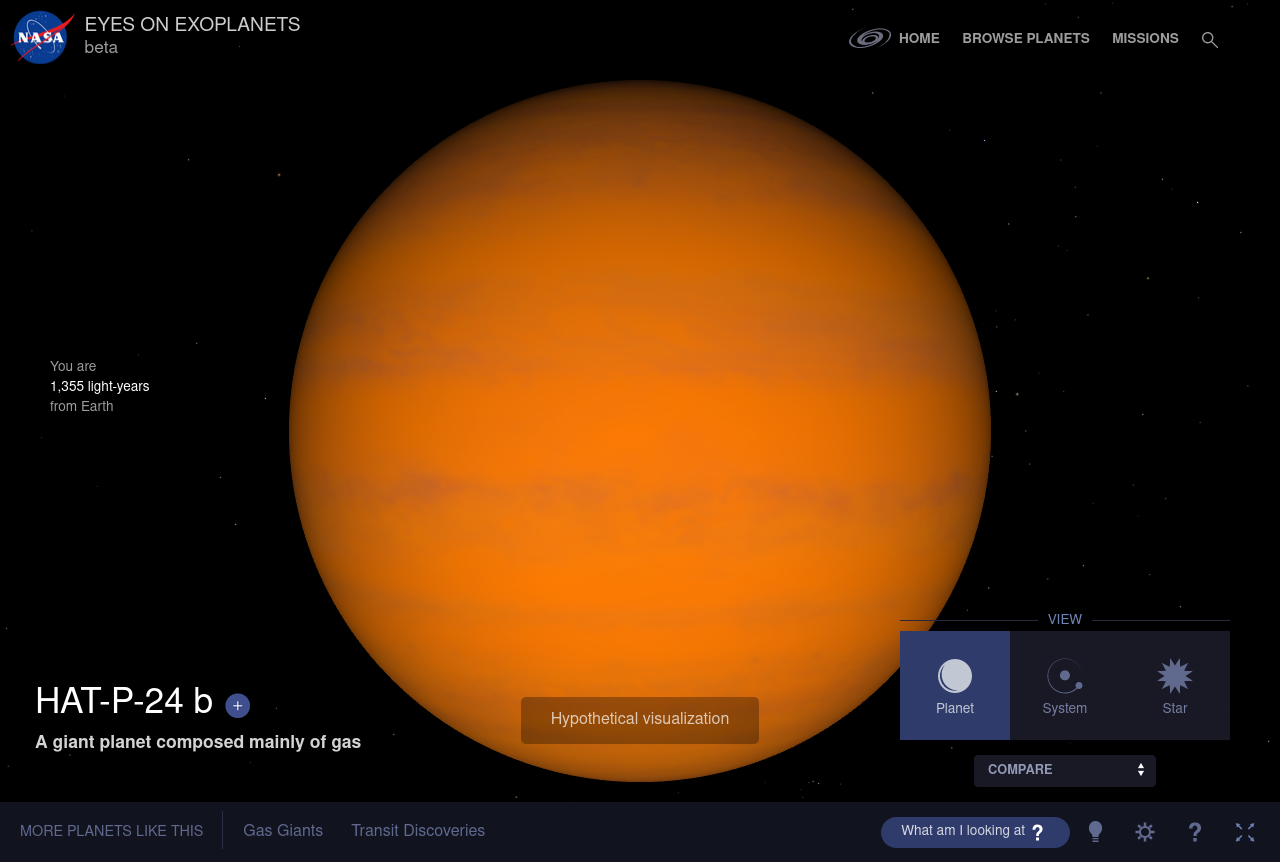 NASA
EYES ON EXOPLANETS
beta
HOME
BROWSE PLANETS
MISSIONS
You are
1,355 light-years
from Earth
VIEW
Planet
System
Star
HAT-P-24 b +
A giant planet composed mainly of gas
Hypothetical visualization
COMPARE
MORE PLANETS LIKE THIS
Gas Giants
Transit Discoveries
What am I looking at ?
?